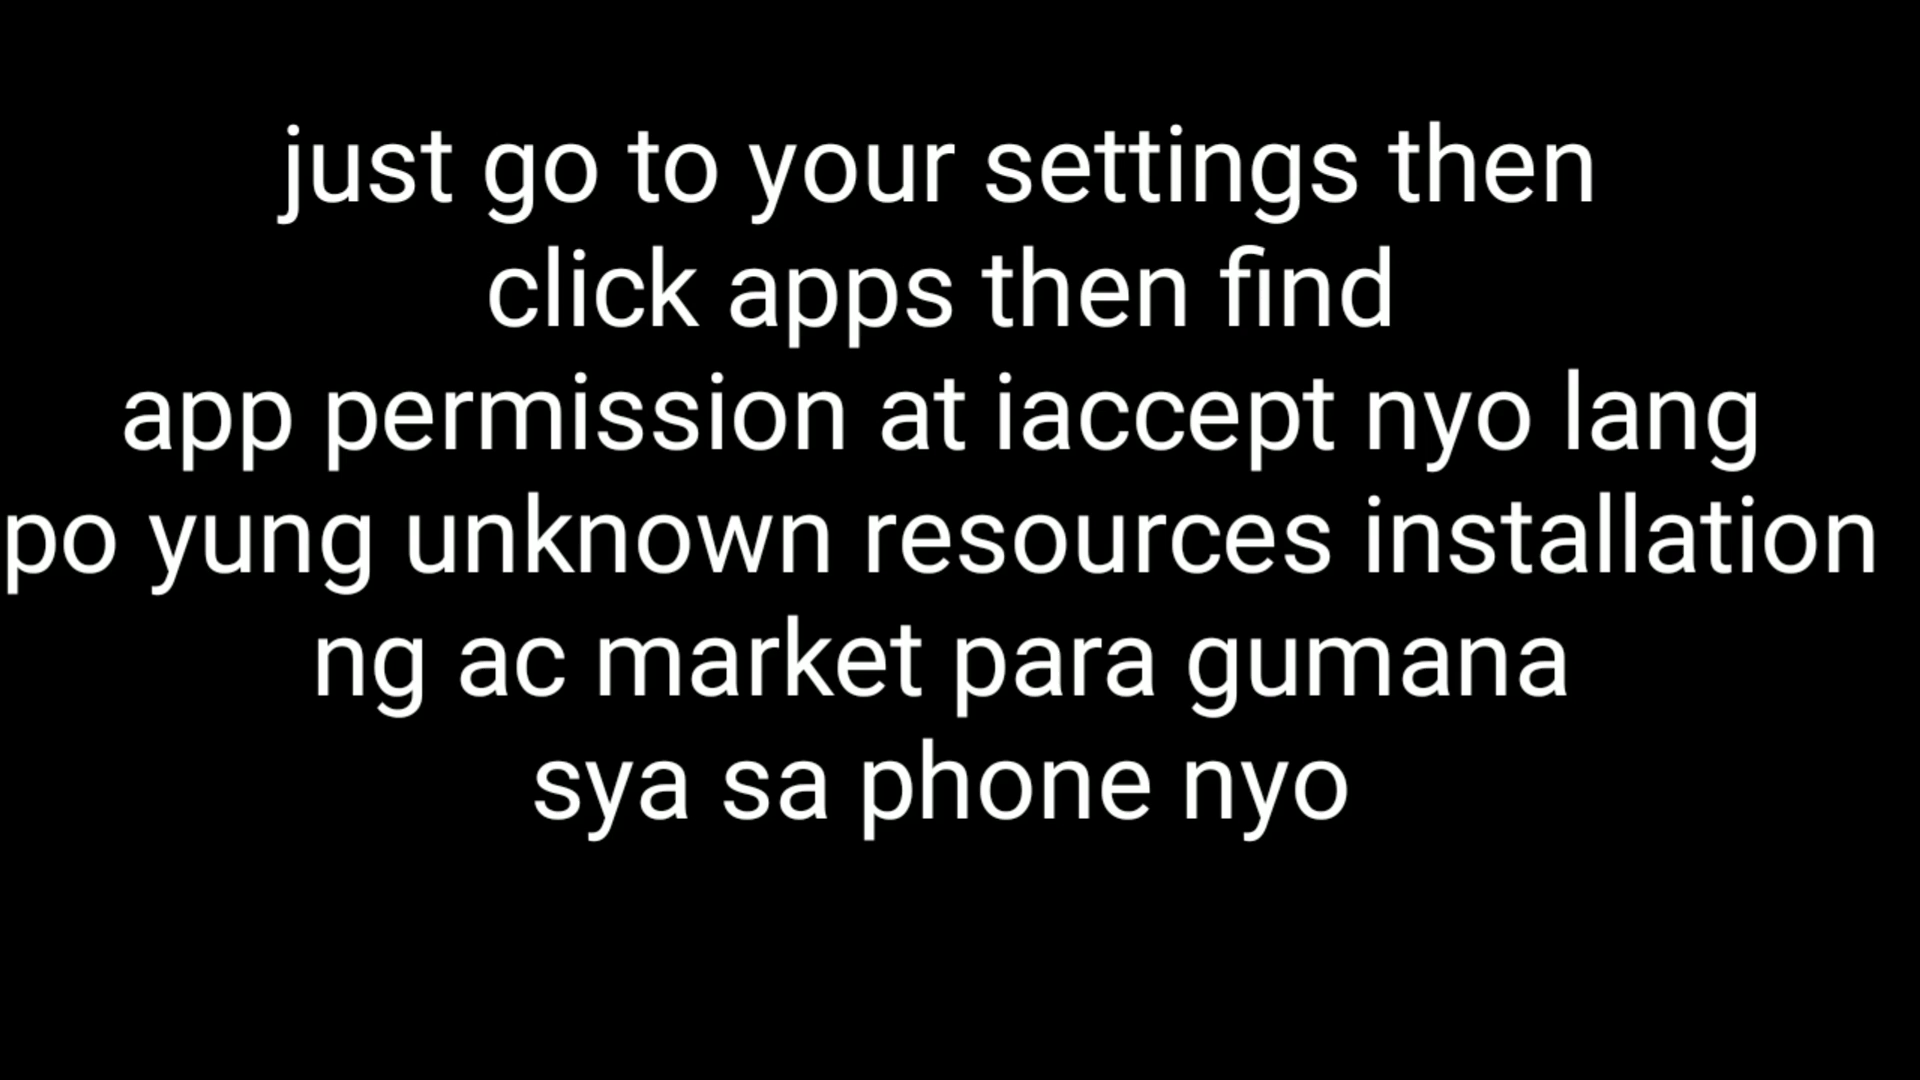 just go to your settings then
click apps then find
app permission at iaccept nyo lang
po yung unknown resources installation
ng ac market para gumana
sya sa phone nyo